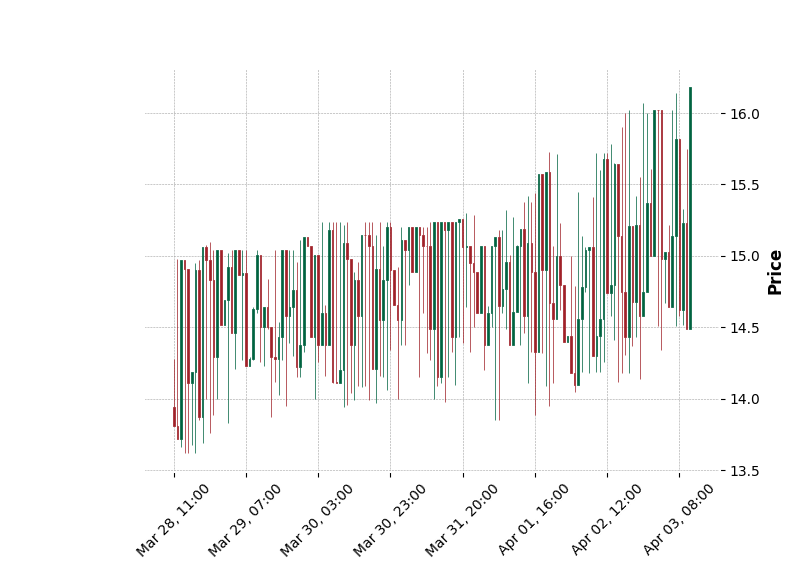 16.0
15.5
15.0
14.5
14.0
13.5
Price
Mar 28, 11:00
Mar 29, 07:00
Mar 30, 03:00
Mar 30, 23:00
Mar 31, 20:00
Apr 01, 16:00
Apr 02, 12:00
Apr 03, 08:00